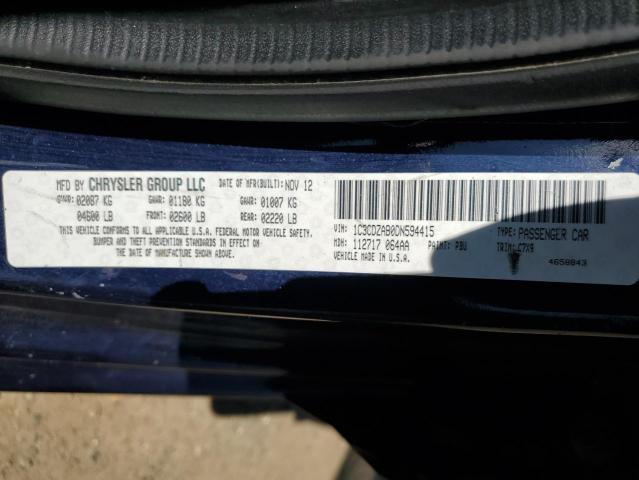 MFD BY CHRYSLER GROUP LLC DATE OF MFR(BUILT): NOV 12
GVWR: 02087 KG GAWR: 01180 KG GAWR: 01007 KG
04600 LB FRONT: 02600 LB REAR: 02220 LB
THIS VEHICLE CONFORMS TO ALL APPLICABLE U.S.A. FEDERAL MOTOR VEHICLE SAFETY,
BUMPER AND THEFT PREVENTION STANDARDS IN EFFECT
ON THE DATE OF MANUFACTURE SHOWN ABOVE.
VIN: 1C3CDZAB0DN594415 TYPE: PASSENGER CAR
MDH: 112717 064AA PAINT: PBU TRIM: C7X9
VEHICLE MADE IN U.S.A. 4658843